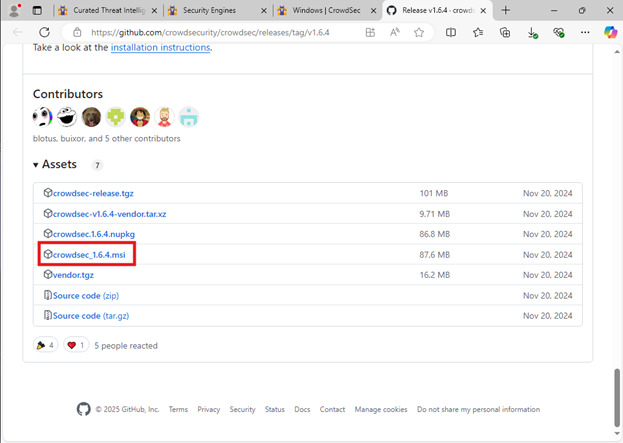 Curated Threat Intellig
Security Engines
Windows | CrowdSec
Release v1.6.4 · crowds
https://github.com/crowdsecurity/crowdsec/releases/tag/v1.6.4
Take a look at the installation instructions.
Contributors
blotus, buixor, and 5 other contributors
Assets 7
crowdsec-release.tgz 101 MB Nov 20, 2024
crowdsec-v1.6.4-vendor.tar.xz 9.71 MB Nov 20, 2024
crowdsec.1.6.4.nupkg 86.8 MB Nov 20, 2024
crowdsec_1.6.4.msi 87.6 MB Nov 20, 2024
vendor.tgz 16.2 MB Nov 20, 2024
Source code (zip) Nov 20, 2024
Source code (tar.gz) Nov 20, 2024
4 1 5 people reacted
© 2025 GitHub, Inc. Terms Privacy Security Status Docs Contact Manage cookies Do not share my personal information